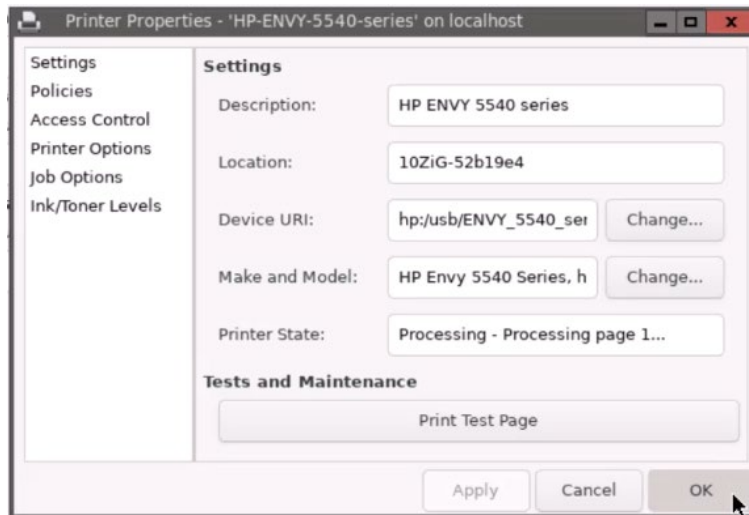 Printer Properties - 'HP-ENVY-5540-series' on localhost
Settings
Policies
Access Control
Printer Options
Job Options
Ink/Toner Levels
Settings
Description: HP ENVY 5540 series
Location: 10ZiG-52b19e4
Device URI: hp:/usb/ENVY_5540_ser Change...
Make and Model: HP Envy 5540 Series, h Change...
Printer State: Processing - Processing page 1...
Tests and Maintenance
Print Test Page
Apply Cancel OK